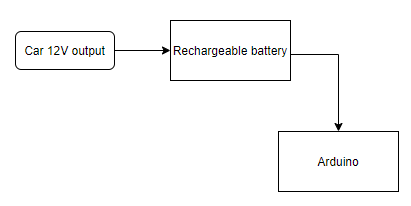 Car 12V output
Rechargeable battery
Arduino